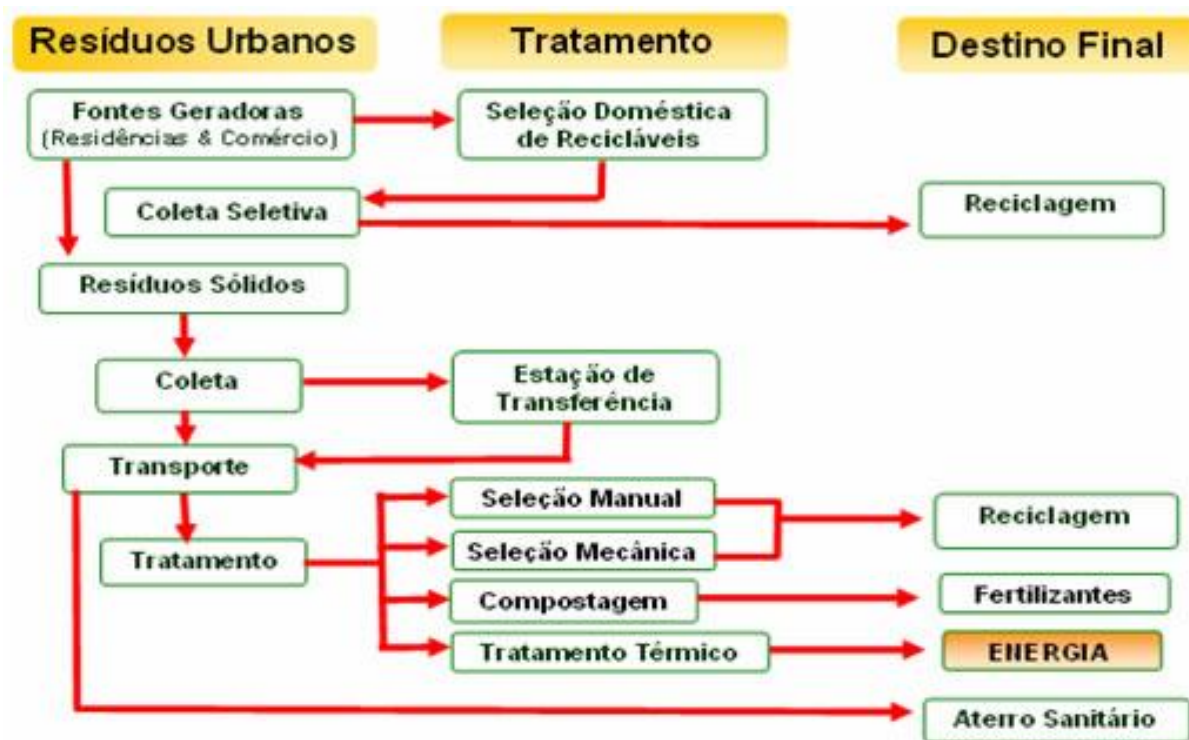 Resíduos Urbanos
Tratamento
Destino Final
Fontes Geradoras
(Residências & Comércio)
Seleção Doméstica
de Recicláveis
Coleta Seletiva
Reciclagem
Resíduos Sólidos
Coleta
Estação de
Transferência
Transporte
Seleção Manual
Reciclagem
Tratamento
Seleção Mecânica
Compostagem
Fertilizantes
Tratamento Térmico
ENERGIA
Aterro Sanitário